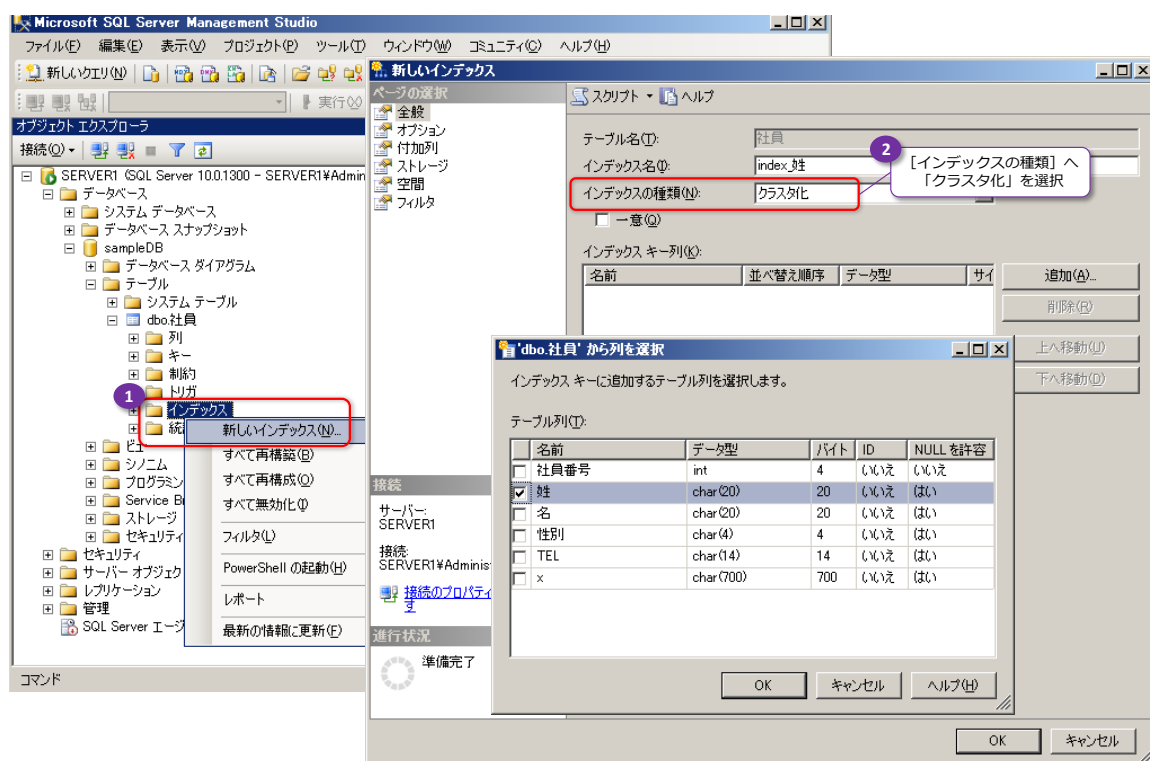 Microsoft SQL Server Management Studio
ファイル(F) 編集(E) 表示(V) プロジェクト(P) ツール(T) ウィンドウ(W) コミュニティ(C) ヘルプ(H)
新しいクエリ(N)
実行(X)
オブジェクト エクスプローラ
接続(O)
SERVER1 (SQL Server 10.0.1300 - SERVER1¥Admin
データベース
システム データベース
データベース スナップショット
sampleDB
データベース ダイアグラム
テーブル
システム テーブル
dbo.社員
列
キー
制約
トリガ
1
インデックス
統
ビュー
シノニム
プログラミン
Service Br
ストレージ
セキュリティ
セキュリティ
サーバー オブジェク
レプリケーション
管理
SQL Server エージ
コマンド
新しいインデックス(N)...
すべて再構築(B)
すべて再構成(O)
すべて無効化(I)
フィルタ(L)
PowerShell の起動(H)
レポート
最新の情報に更新(F)
新しいインデックス
ページの選択
全般
オプション
付加列
ストレージ
空間
フィルタ
接続
サーバー:
SERVER1
接続:
SERVER1¥Adminis
接続のプロパティ
す
進行状況
準備完了
スクリプト ヘルプ
テーブル名(T): 社員
インデックス名(I): index_姓
インデックスの種類(N): クラスタ化
2
[インデックスの種類] へ
「クラスタ化」を選択
一意(Q)
インデックス キー列(K):
名前 並べ替え順序 データ型 サイ
追加(A)...
削除(R)
上へ移動(U)
下へ移動(D)
'dbo.社員' から列を選択
インデックス キーに追加するテーブル列を選択します。
テーブル列(T):
名前 データ型 バイト ID NULL を許容
社員番号 int 4 いいえ いいえ
姓 char(20) 20 いいえ はい
名 char(20) 20 いいえ はい
性別 char(4) 4 いいえ はい
TEL char(14) 14 いいえ はい
x char(700) 700 いいえ はい
OK キャンセル ヘルプ(H)
OK キャンセル